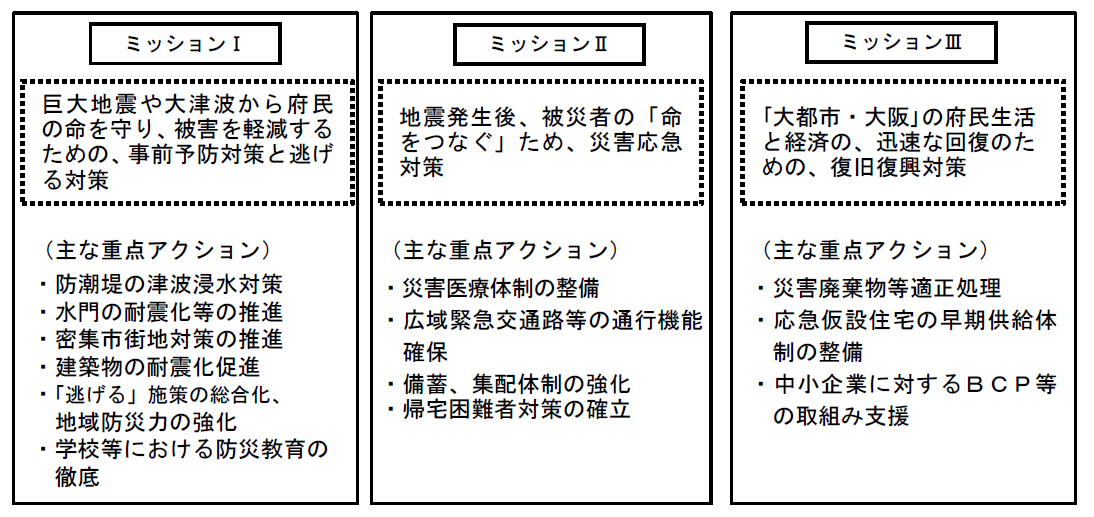 ミッションⅠ
巨大地震や大津波から府民
の命を守り、被害を軽減する
ための、事前予防対策と逃げ
る対策
（主な重点アクション）
・防潮堤の津波浸水対策
・水門の耐震化等の推進
・密集市街地対策の推進
・建築物の耐震化促進
・「逃げる」施策の総合化、
地域防災力の強化
・学校等における防災教育の
徹底
ミッションⅡ
地震発生後、被災者の「命
をつなぐ」ため、災害応急
対策
（主な重点アクション）
・災害医療体制の整備
・広域緊急交通路等の通行機能
確保
・備蓄、集配体制の強化
・帰宅困難者対策の確立
ミッションⅢ
「大都市・大阪」の府民生活
と経済の、迅速な回復のた
めの、復旧復興対策
（主な重点アクション）
・災害廃棄物等適正処理
・応急仮設住宅の早期供給体
制の整備
・中小企業に対するＢＣＰ等
の取組み支援